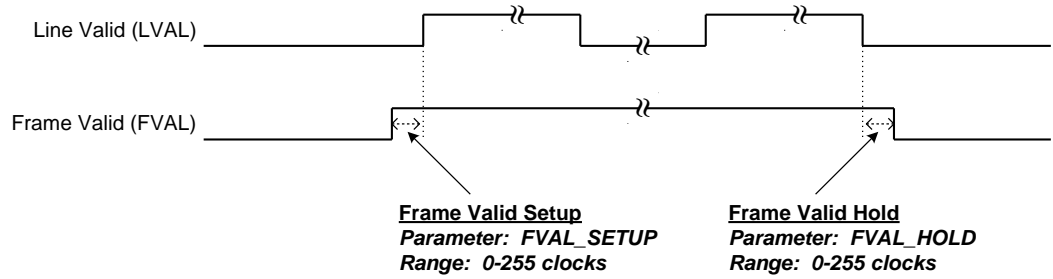 Line Valid (LVAL)
Frame Valid (FVAL)
Frame Valid Setup
Parameter: FVAL_SETUP
Range: 0-255 clocks
Frame Valid Hold
Parameter: FVAL_HOLD
Range: 0-255 clocks